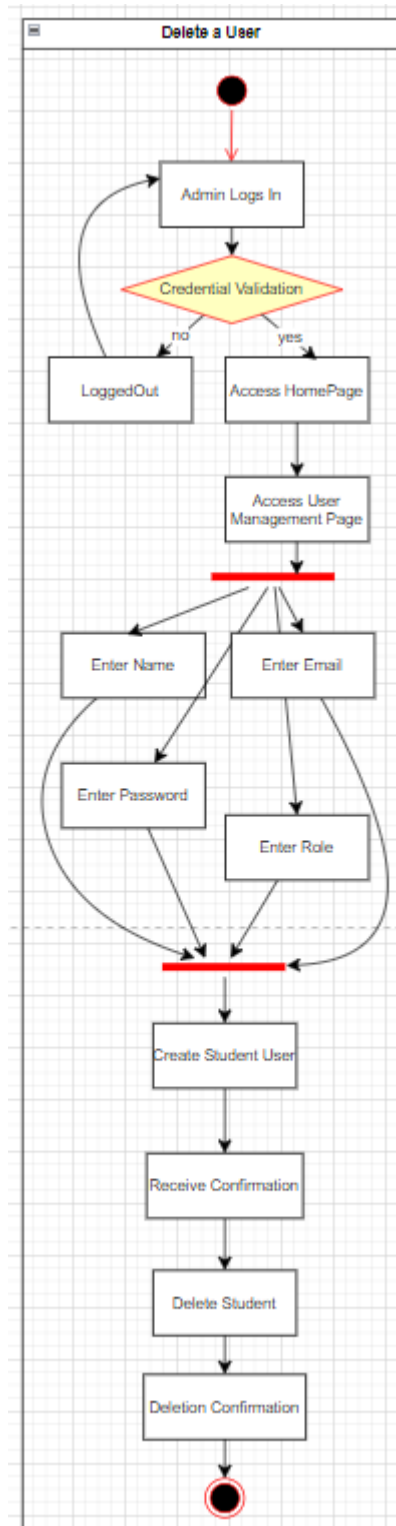 Delete a User
Admin Logs In
Credential Validation
no
yes
LoggedOut
Access HomePage
Access User
Management Page
Enter Name
Enter Email
Enter Password
Enter Role
Create Student User
Receive Confirmation
Delete Student
Deletion Confirmation